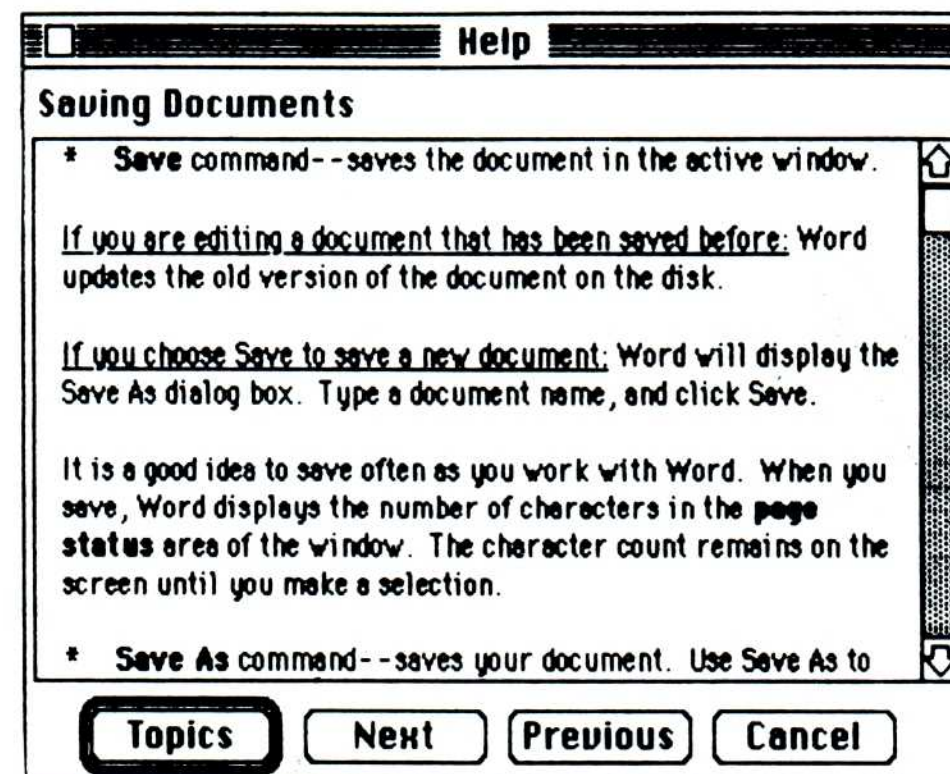 Help
Saving Documents
* Save command--saves the document in the active window.
If you are editing a document that has been saved before: Word
updates the old version of the document on the disk.
If you choose Save to save a new document: Word will display the
Save As dialog box. Type a document name, and click Save.
It is a good idea to save often as you work with Word. When you
save, Word displays the number of characters in the page
status area of the window. The character count remains on the
screen until you make a selection.
* Save As command--saves your document. Use Save As to
Topics Next Previous Cancel